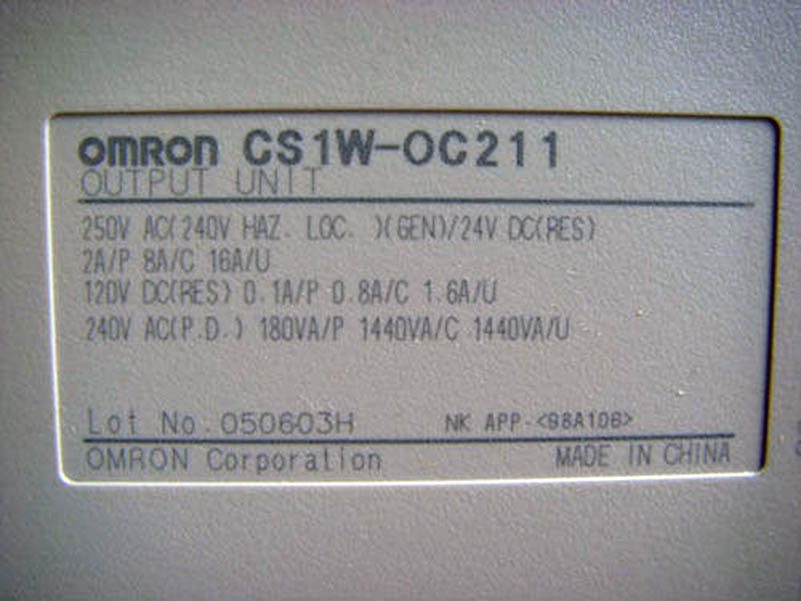 OMRON CS1W-OC211
OUTPUT UNIT
250V AC(240V HAZ. LOC. )(GEN)/24V DC(RES)
2A/P 8A/C 16A/U
120V DC(RES) 0.1A/P 0.8A/C 1.6A/U
240V AC(P.D.) 180VA/P 1440VA/C 1440VA/U
Lot No. 050603H NK APP.<98A106>
OMRON Corporation MADE IN CHINA